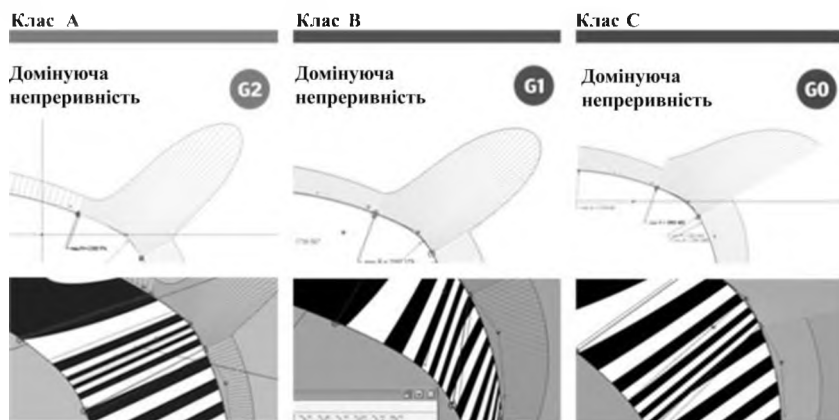 Клас А
Клас В
Клас С
Домінуюча
непреривність
G2
Домінуюча
непреривність
G1
Домінуюча
непреривність
G0